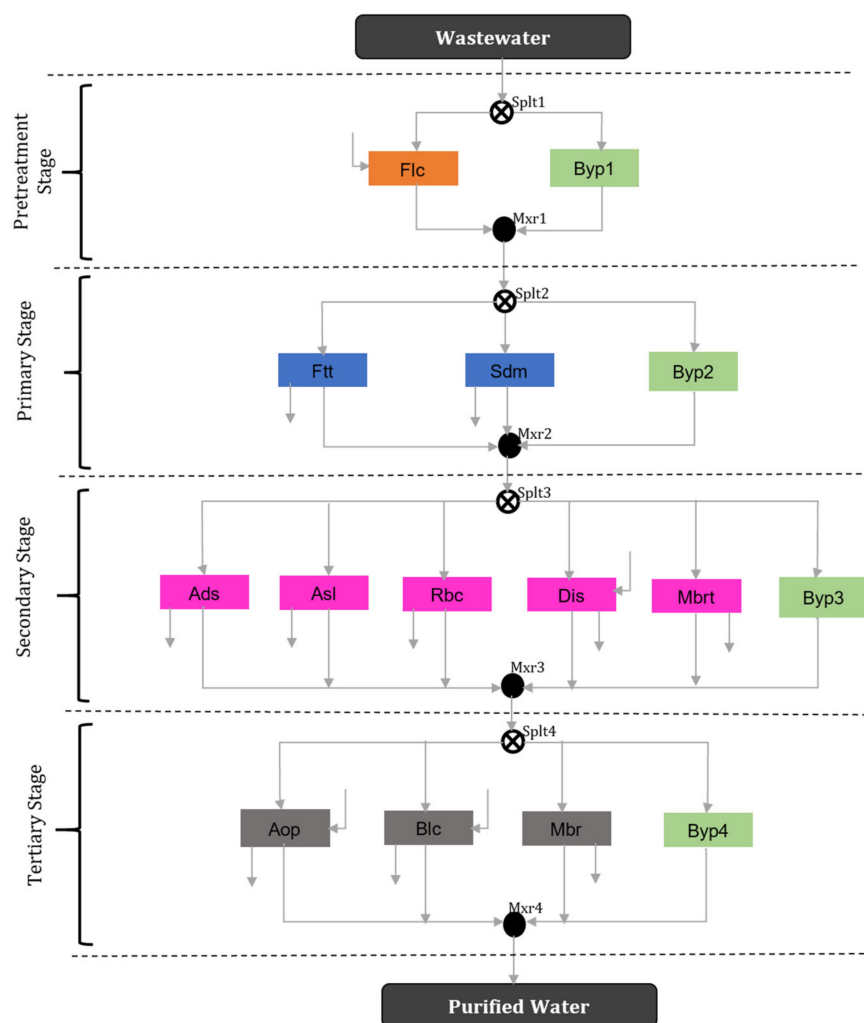 Wastewater
Pretreatment
Stage
Splt1
Flc
Byp1
Mxr1
Primary Stage
Splt2
Ftt
Sdm
Byp2
Mxr2
Secondary Stage
Splt3
Ads
Asl
Rbc
Dis
Mbrt
Byp3
Mxr3
Tertiary Stage
Splt4
Aop
Blc
Mbr
Byp4
Mxr4
Purified Water